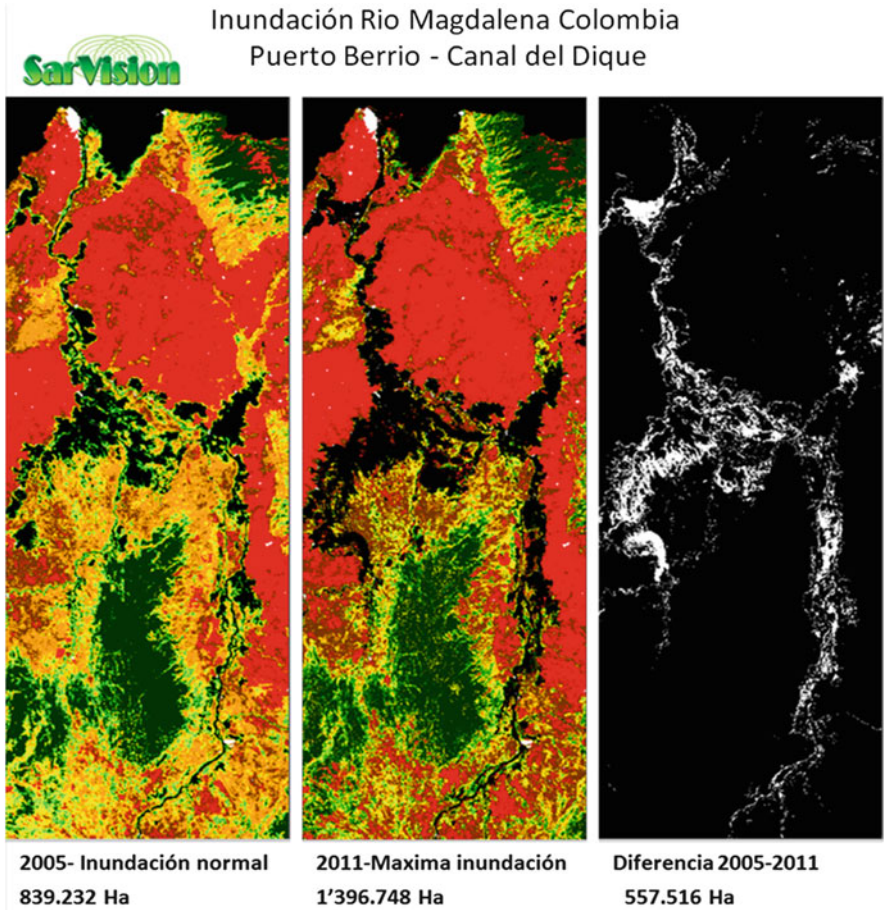 Inundación Rio Magdalena Colombia
Puerto Berrio - Canal del Dique
SarVision
2005- Inundación normal
839.232 Ha
2011-Maxima inundación
1’396.748 Ha
Diferencia 2005-2011
557.516 Ha